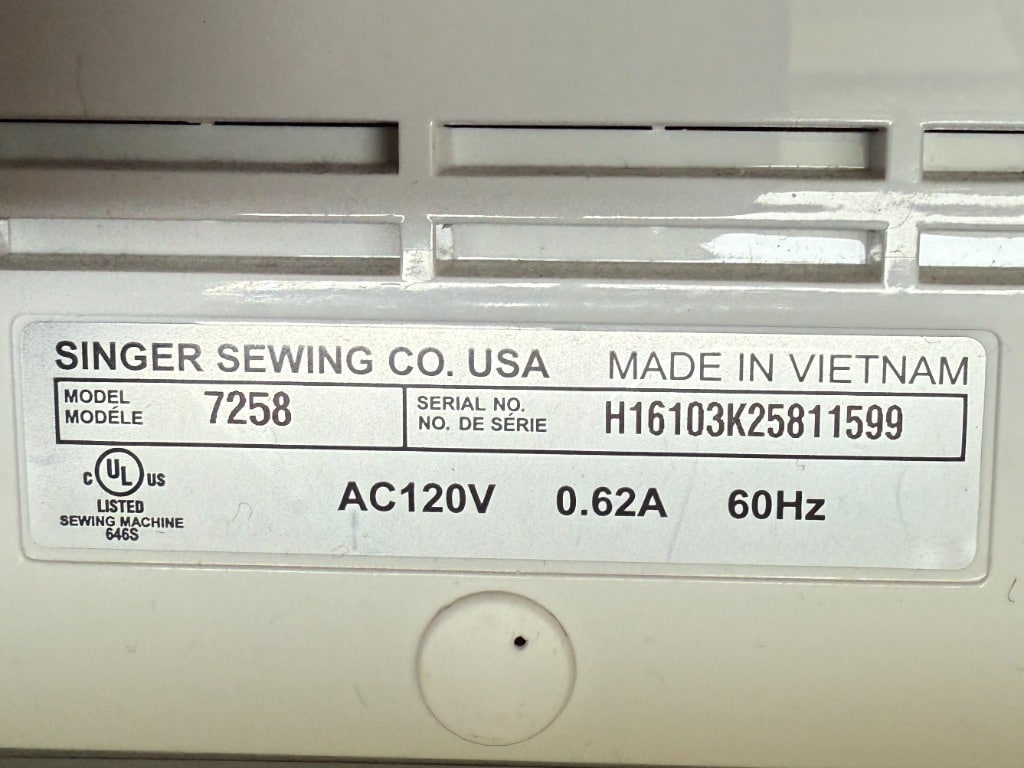 SINGER SEWING CO. USA MADE IN VIETNAM
MODEL 7258 SERIAL NO. H16103K25811599
MODÉLE NO. DE SÉRIE
C UL US AC120V 0.62A 60Hz
LISTED
SEWING MACHINE
646S